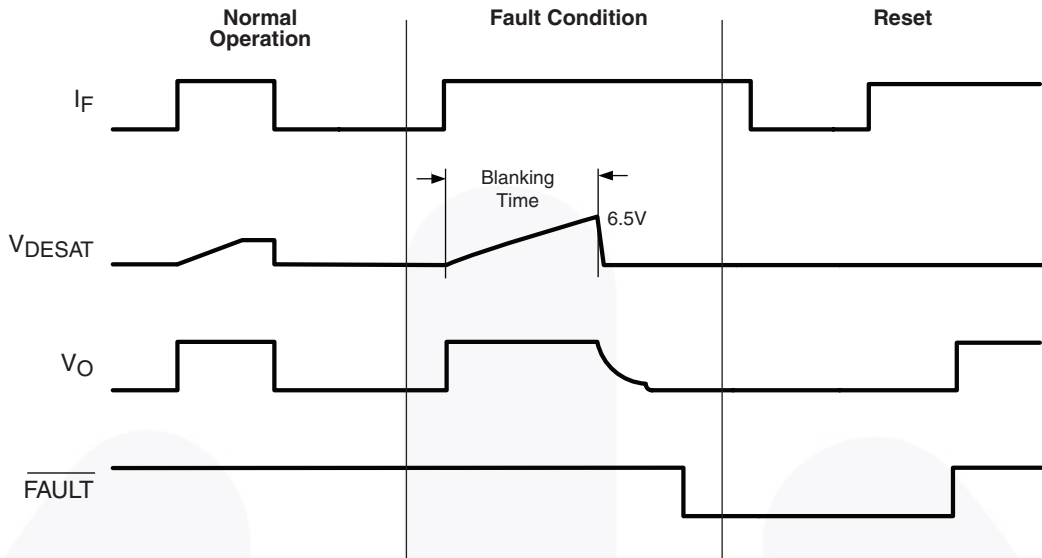 Normal
Operation
Fault Condition
Reset
IF
Blanking
Time
6.5V
VDESAT
VO
FAULT